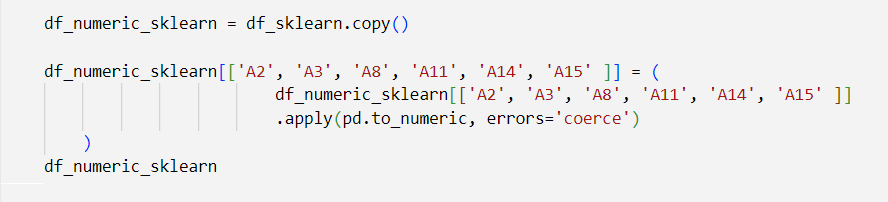 df_numeric_sklearn = df_sklearn.copy()
df_numeric_sklearn[['A2', 'A3', 'A8', 'A11', 'A14', 'A15' ]] = (
df_numeric_sklearn[['A2', 'A3', 'A8', 'A11', 'A14', 'A15' ]]
.apply(pd.to_numeric, errors='coerce')
)
df_numeric_sklearn